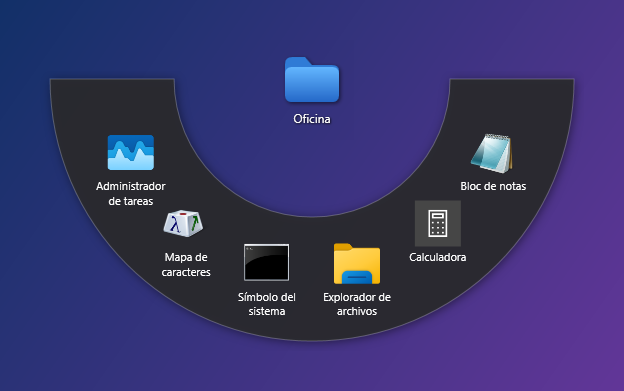 Oficina
Administrador
de tareas
Bloc de notas
Mapa de
caracteres
Calculadora
Símbolo del
sistema
Explorador de
archivos